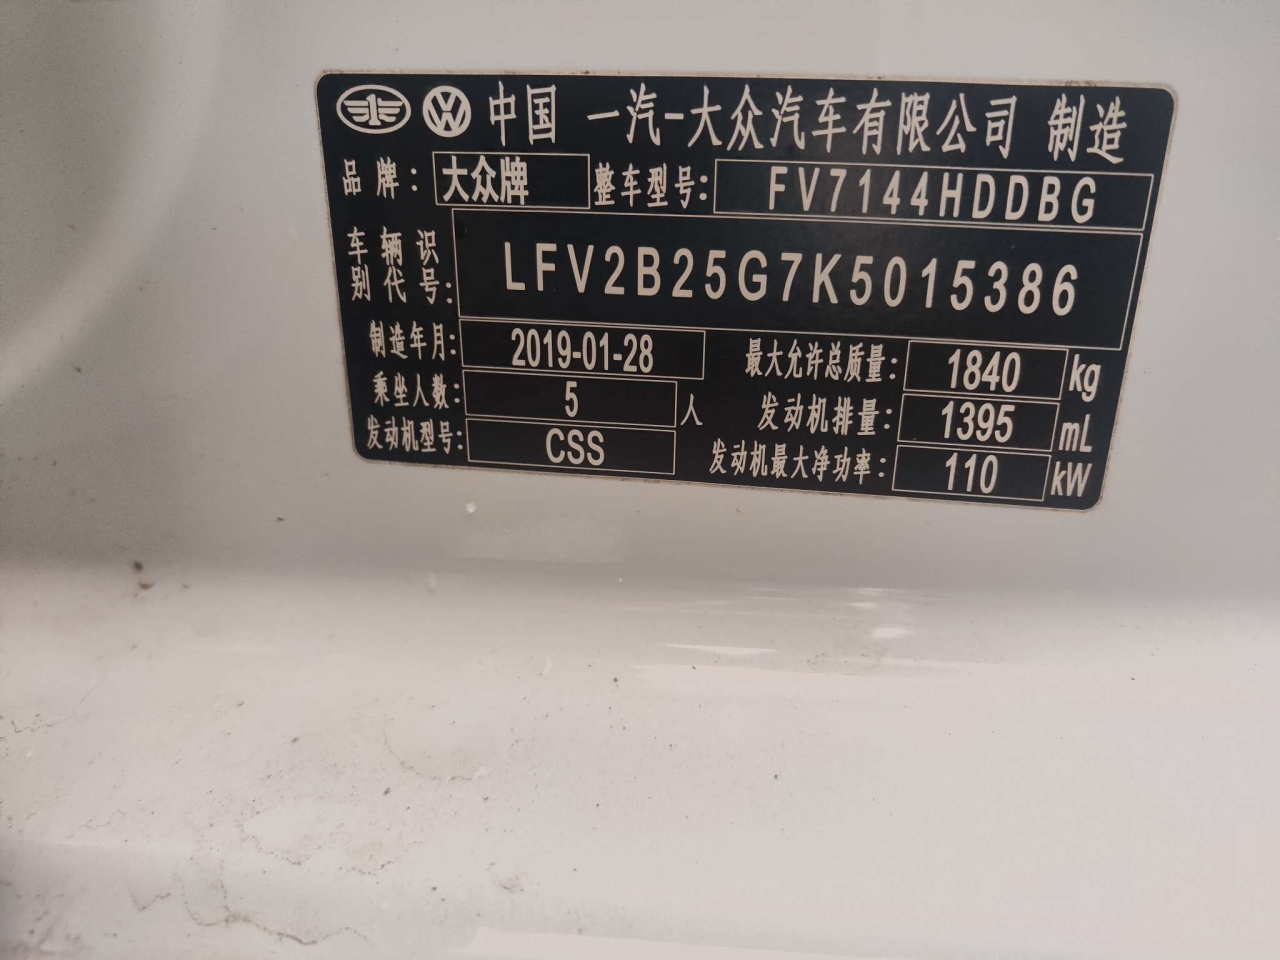 中国 一汽-大众汽车有限公司 制造
品牌: 大众牌 整车型号: FV7144HDDBG
车辆识别代号: LFV2B25G7K5015386
制造年月: 2019-01-28 最大允许总质量: 1840 kg
乘坐人数: 5 人 发动机排量: 1395 mL
发动机型号: CSS 发动机最大净功率: 110 kW